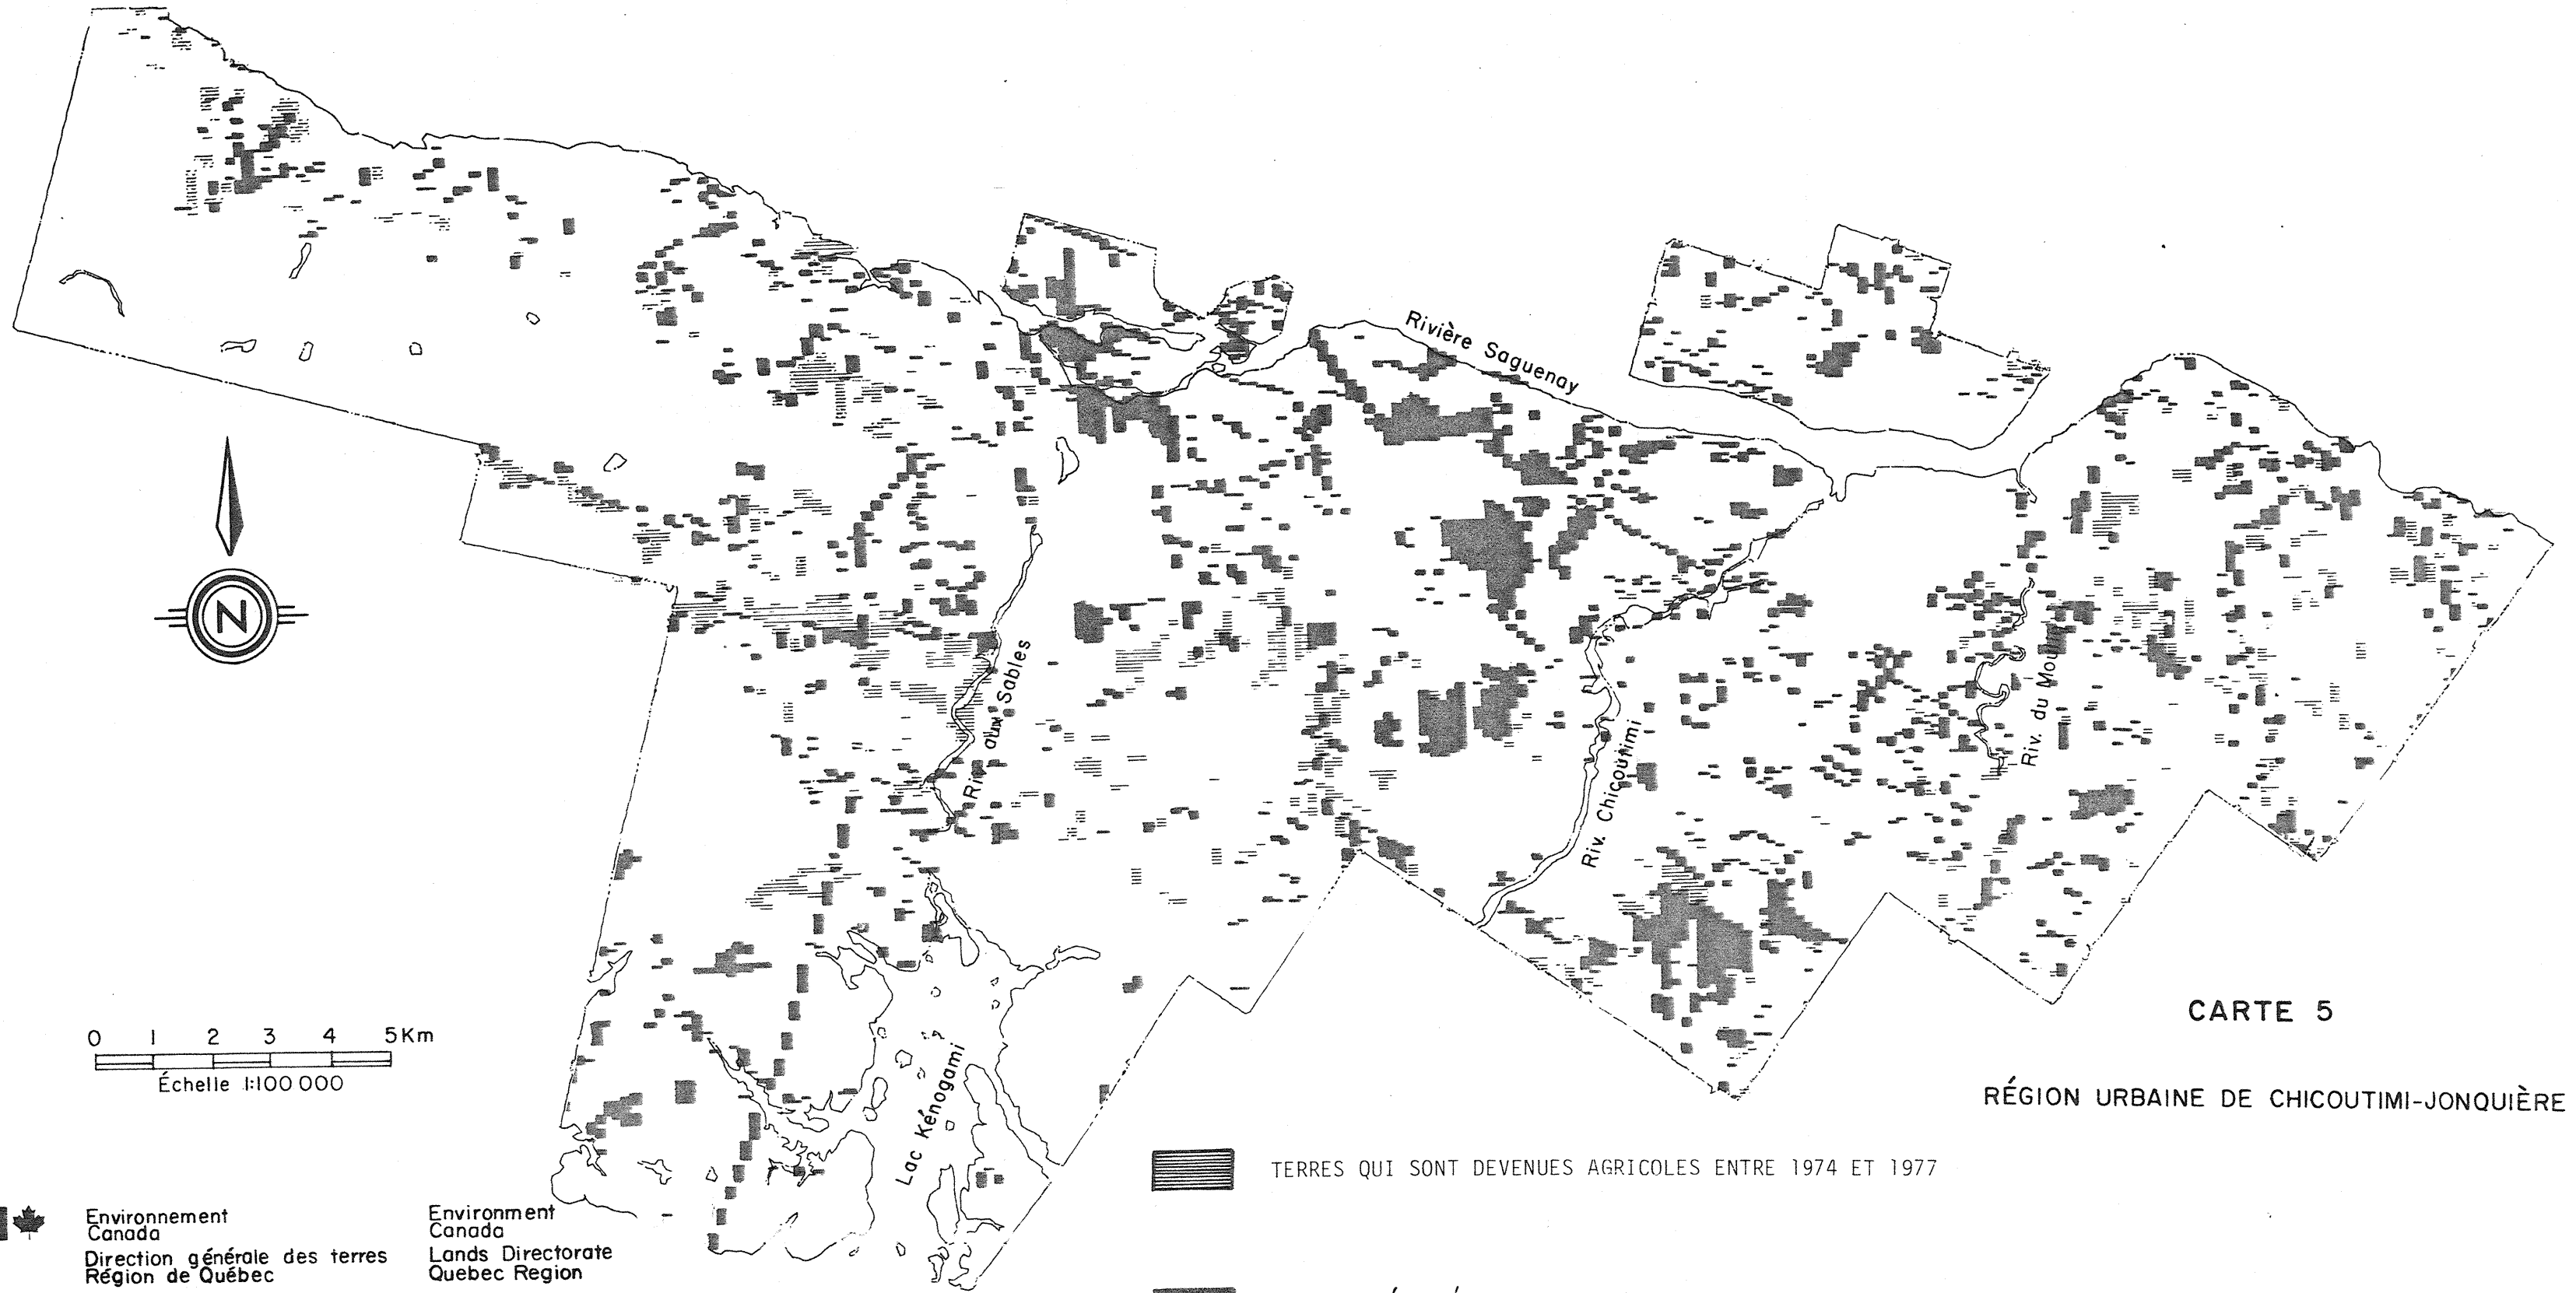 Rivière Saguenay
N
Riv. aux Sables
Riv. du Moulin
Riv. Chicoutimi
Lac Kénogami
0 1 2 3 4 5 Km
Échelle 1:100 000
CARTE 5
RÉGION URBAINE DE CHICOUTIMI-JONQUIÈRE
TERRES QUI SONT DEVENUES AGRICOLES ENTRE 1974 ET 1977
Environnement
Canada
Direction générale des terres
Région de Québec
Environment
Canada
Lands Directorate
Quebec Region